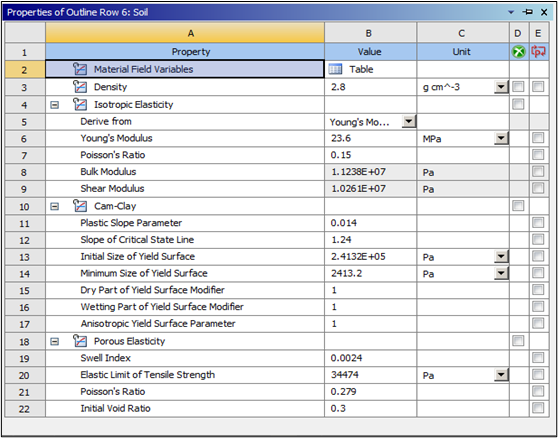 Properties of Outline Row 6: Soil
A B C D E
1 Property Value Unit
2 Material Field Variables Table
3 Density 2.8 g cm^-3
4 Isotropic Elasticity
5 Derive from Young's Mo...
6 Young's Modulus 23.6 MPa
7 Poisson's Ratio 0.15
8 Bulk Modulus 1.1238E+07 Pa
9 Shear Modulus 1.0261E+07 Pa
10 Cam-Clay
11 Plastic Slope Parameter 0.014
12 Slope of Critical State Line 1.24
13 Initial Size of Yield Surface 2.4132E+05 Pa
14 Minimum Size of Yield Surface 2413.2 Pa
15 Dry Part of Yield Surface Modifier 1
16 Wetting Part of Yield Surface Modifier 1
17 Anisotropic Yield Surface Parameter 1
18 Porous Elasticity
19 Swell Index 0.0024
20 Elastic Limit of Tensile Strength 34474 Pa
21 Poisson's Ratio 0.279
22 Initial Void Ratio 0.3